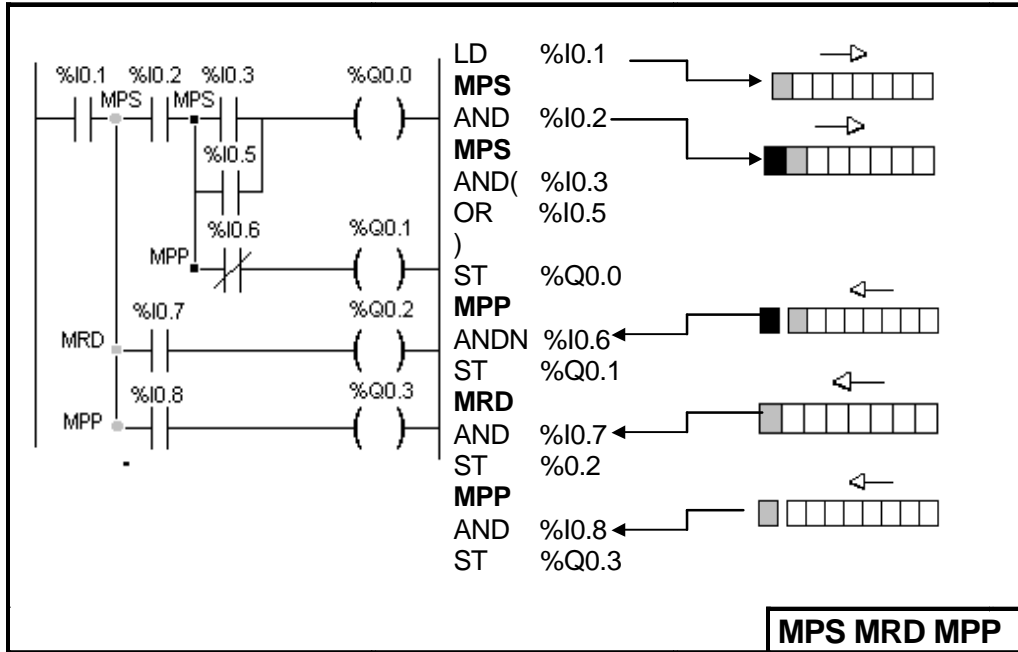 %I0.1 %I0.2 %I0.3 %Q0.0
MPS MPS
%I0.5
%I0.6 %Q0.1
MPP
%I0.7 %Q0.2
MRD
%I0.8 %Q0.3
MPP
LD %I0.1
MPS
AND %I0.2
MPS
AND( %I0.3
OR %I0.5
)
ST %Q0.0
MPP
ANDN %I0.6
ST %Q0.1
MRD
AND %I0.7
ST %0.2
MPP
AND %I0.8
ST %Q0.3
MPS MRD MPP